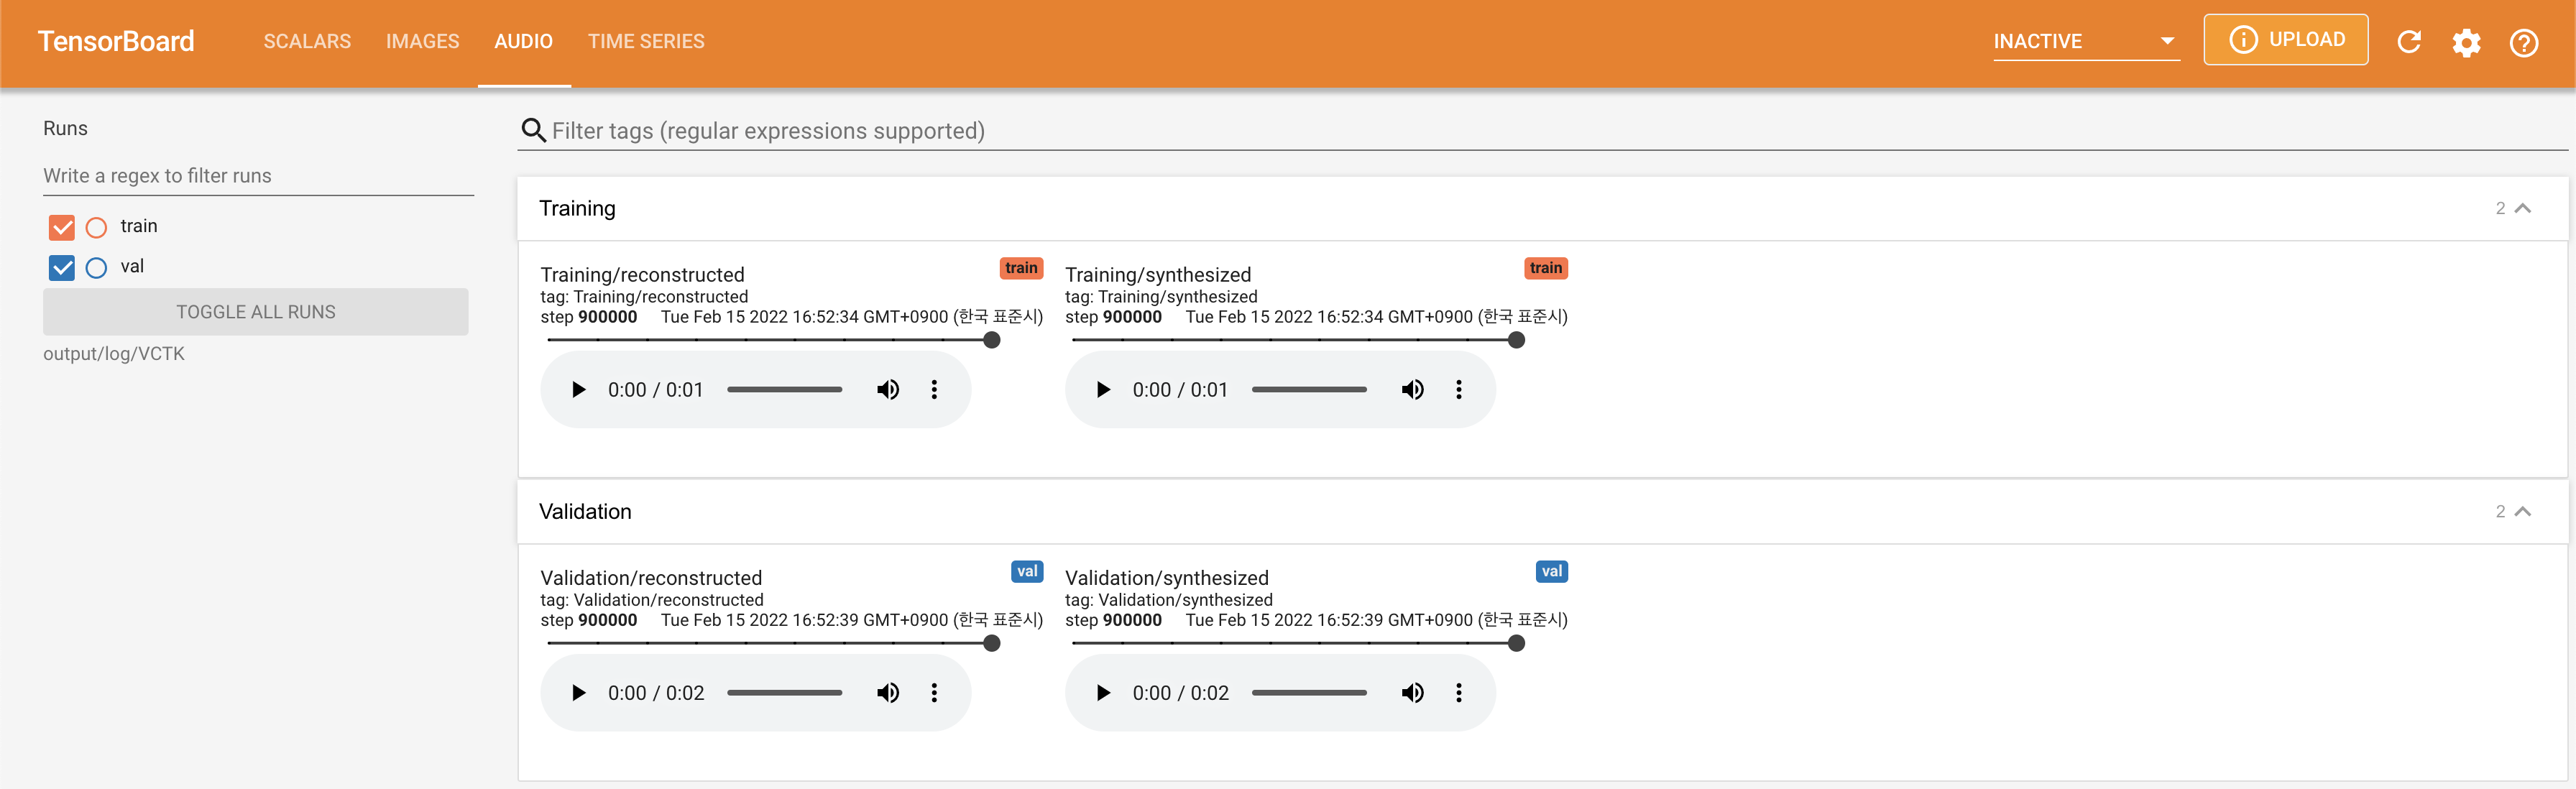 TensorBoard SCALARS IMAGES AUDIO TIME SERIES INACTIVE UPLOAD
Runs
Write a regex to filter runs
train
val
TOGGLE ALL RUNS
output/log/VCTK
Filter tags (regular expressions supported)
Training 2
Training/reconstructed train
tag: Training/reconstructed
step 900000 Tue Feb 15 2022 16:52:34 GMT+0900 (한국 표준시)
0:00 / 0:01
Training/synthesized train
tag: Training/synthesized
step 900000 Tue Feb 15 2022 16:52:34 GMT+0900 (한국 표준시)
0:00 / 0:01
Validation 2
Validation/reconstructed val
tag: Validation/reconstructed
step 900000 Tue Feb 15 2022 16:52:39 GMT+0900 (한국 표준시)
0:00 / 0:02
Validation/synthesized val
tag: Validation/synthesized
step 900000 Tue Feb 15 2022 16:52:39 GMT+0900 (한국 표준시)
0:00 / 0:02